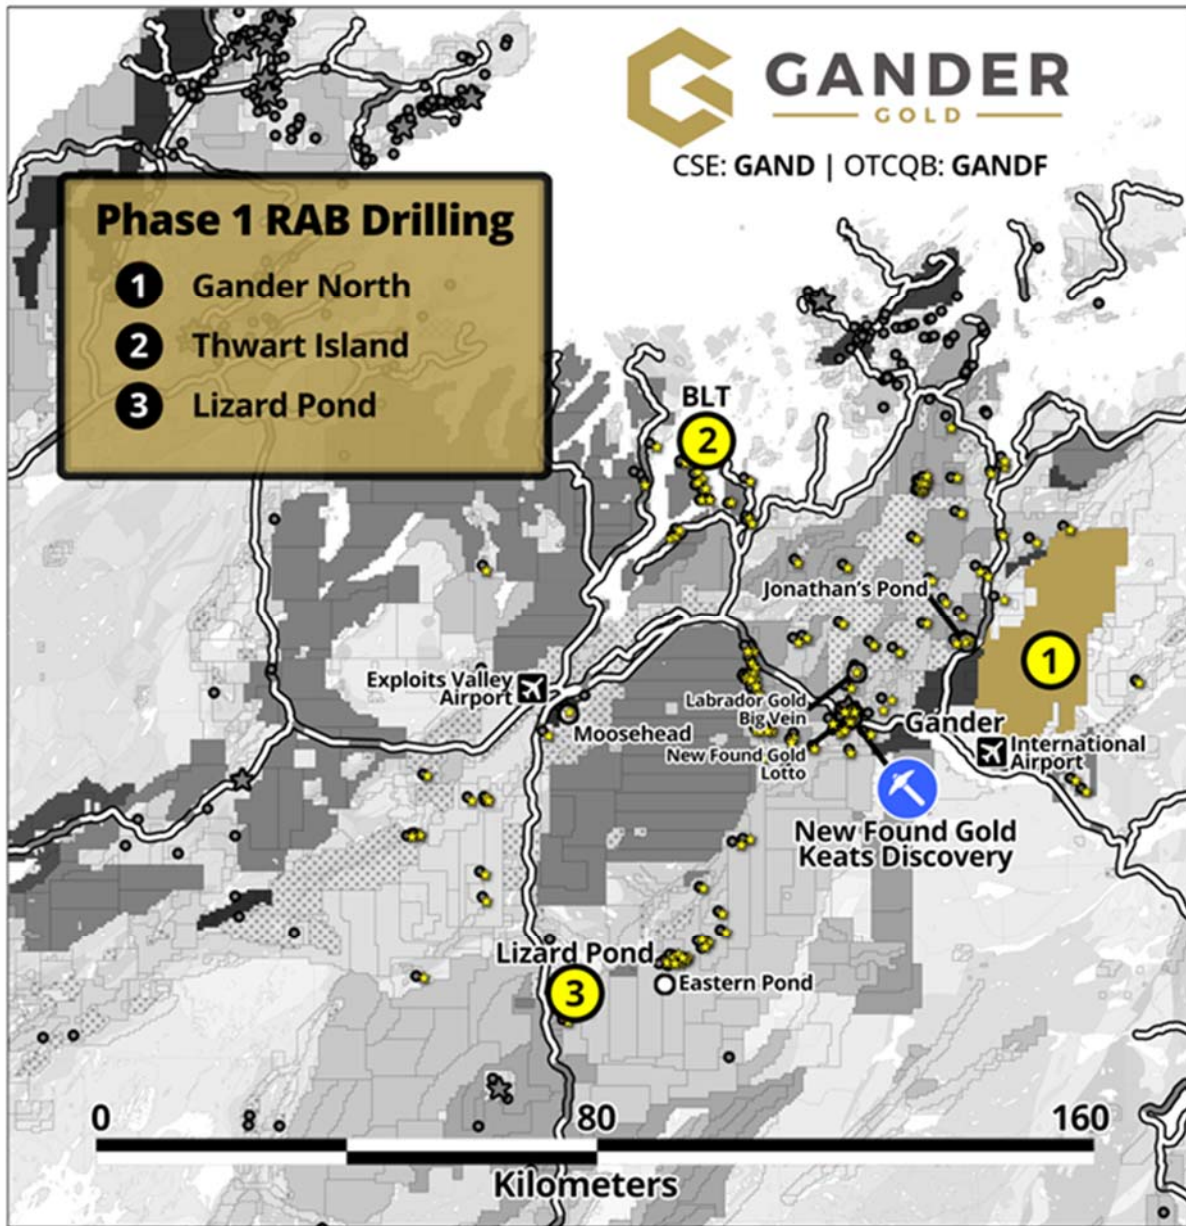 GANDER
GOLD
CSE: GAND | OTCQB: GANDF
Phase 1 RAB Drilling
1 Gander North
2 Thwart Island
3 Lizard Pond
BLT
2
Jonathan's Pond
1
Exploits Valley
Airport
Labrador Gold
Big Vein
Moosehead
Gander
New Found Gold
Lotto
International
Airport
New Found Gold
Keats Discovery
Lizard Pond
3
Eastern Pond
0 80 160
Kilometers